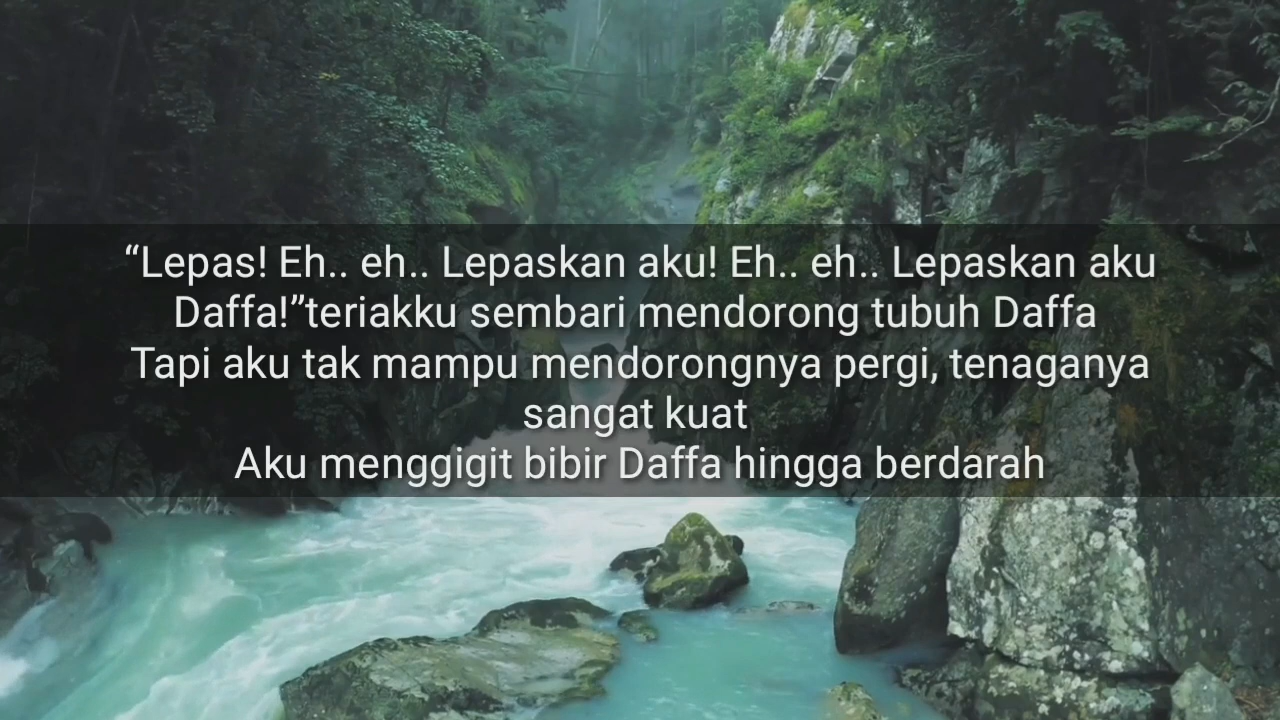 “Lepas! Eh.. eh.. Lepaskan aku! Eh.. eh.. Lepaskan aku
Daffa!”teriakku sembari mendorong tubuh Daffa
Tapi aku tak mampu mendorongnya pergi, tenaganya
sangat kuat
Aku menggigit bibir Daffa hingga berdarah